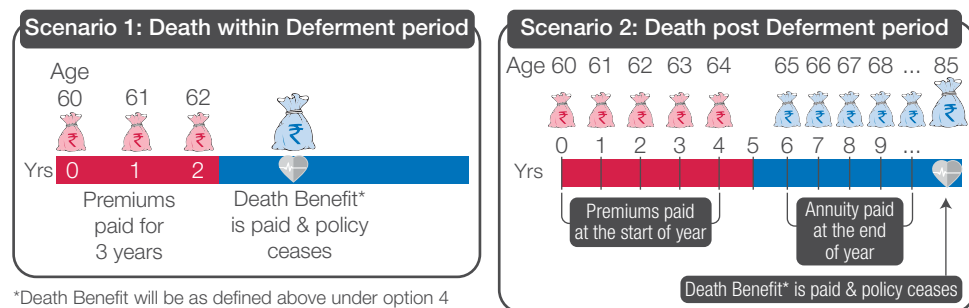 Scenario 1: Death within Deferment period
Age
60 61 62
₹ ₹ ₹ ₹
Yrs 0 1 2
Premiums
paid for
3 years
Death Benefit*
is paid & policy
ceases
*Death Benefit will be as defined above under option 4
Scenario 2: Death post Deferment period
Age 60 61 62 63 64 65 66 67 68 ... 85
₹ ₹ ₹ ₹ ₹ ₹ ₹ ₹ ₹ ₹ ₹
0 1 2 3 4 5 6 7 8 9 ...
Yrs
Premiums paid
at the start of year
Annuity paid
at the end
of year
Death Benefit* is paid & policy ceases